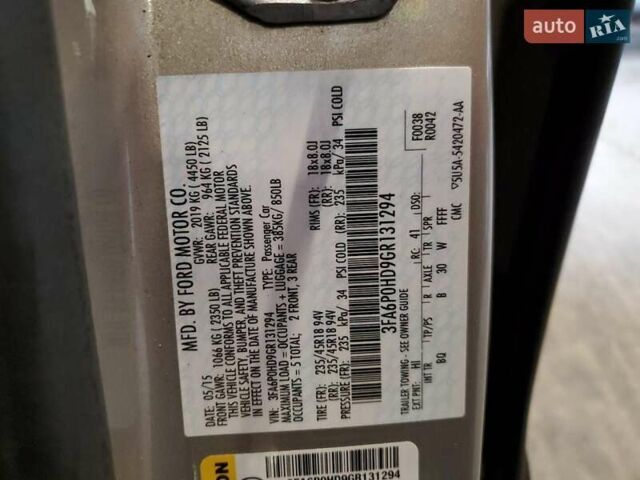 auto RIA .com
MFD. BY FORD MOTOR CO.
DATE: 05/15 GVWR: 2019 KG ( 4450 LB)
FRONT GAWR: 1066 KG ( 2350 LB) REAR GAWR: 964 KG ( 2125 LB)
THIS VEHICLE CONFORMS TO ALL APPLICABLE FEDERAL MOTOR
VEHICLE SAFETY, BUMPER, AND THEFT PREVENTION STANDARDS
IN EFFECT ON THE DATE OF MANUFACTURE SHOWN ABOVE.
VIN: 3FA6P0HD9GR131294 TYPE: Passenger Car
MAXIMUM LOAD = OCCUPANTS + LUGGAGE = 385KG/ 850LB
OCCUPANTS = 5 TOTAL; 2 FRONT, 3 REAR
TIRE (FR): 235/45R18 94V RIMS (FR): 18x8.0J
(RR): 235/45R18 94V (RR): 18x8.0J
PRESSURE (FR): 235 kPa/ 34 PSI COLD (RR): 235 kPa/ 34 PSI COLD
3FA6P0HD9GR131294
F0038
R0042
TRAILER TOWING - SEE OWNER GUIDE
EXT PNT: HI RC: 41 DSO:
INT TR TP/PS R AXLE TR SPR
BQ B 30 W FFFF
CMC 5U5A-5420472-AA
3FA6P0HD9GR131294